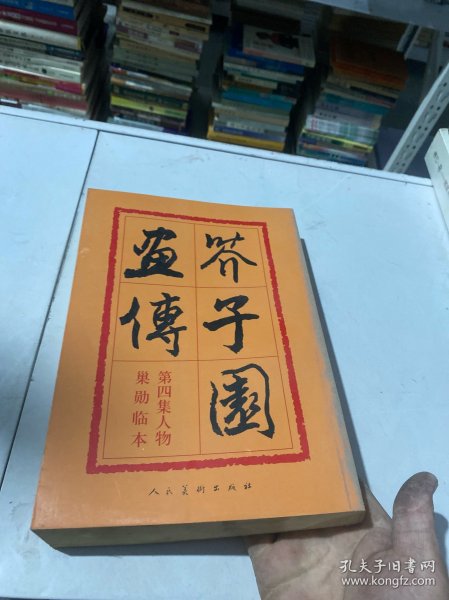 芥子園
畫傳
第四集人物
巢勋临本
人民美術出版社
孔夫子旧书网
www.kongfz.com